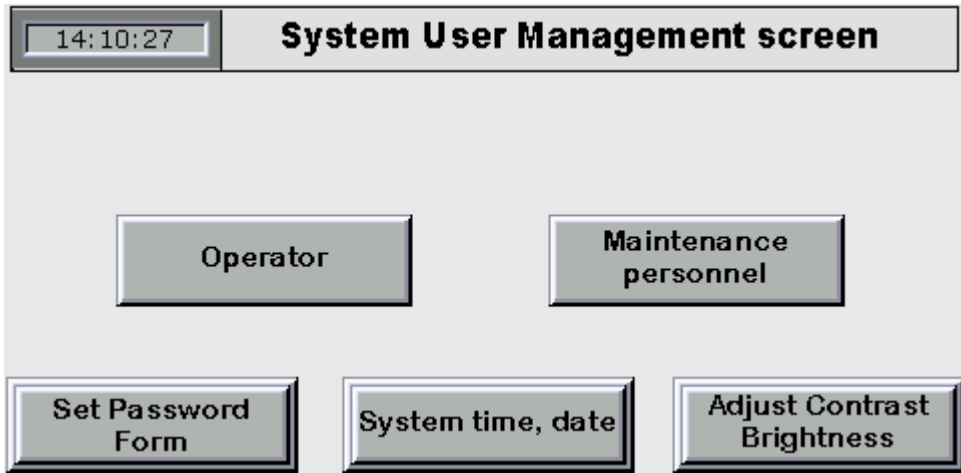 14:10:27
System User Management screen
Operator
Maintenance
personnel
Set Password
Form
System time, date
Adjust Contrast
Brightness